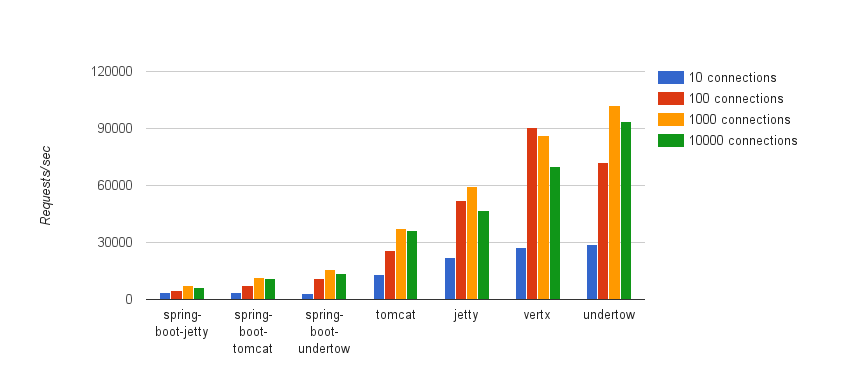 120000
90000
60000
30000
0
Requests/sec
spring-
boot-jetty
spring-
boot-
tomcat
spring-
boot-
undertow
tomcat
jetty
vertx
undertow
10 connections
100 connections
1000 connections
10000 connections